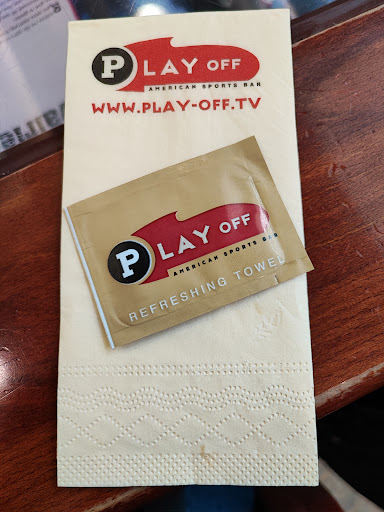 PLAY OFF
AMERICAN SPORTS BAR
WWW.PLAY-OFF.TV
PLAY OFF
AMERICAN SPORTS BAR
REFRESHING TOWEL